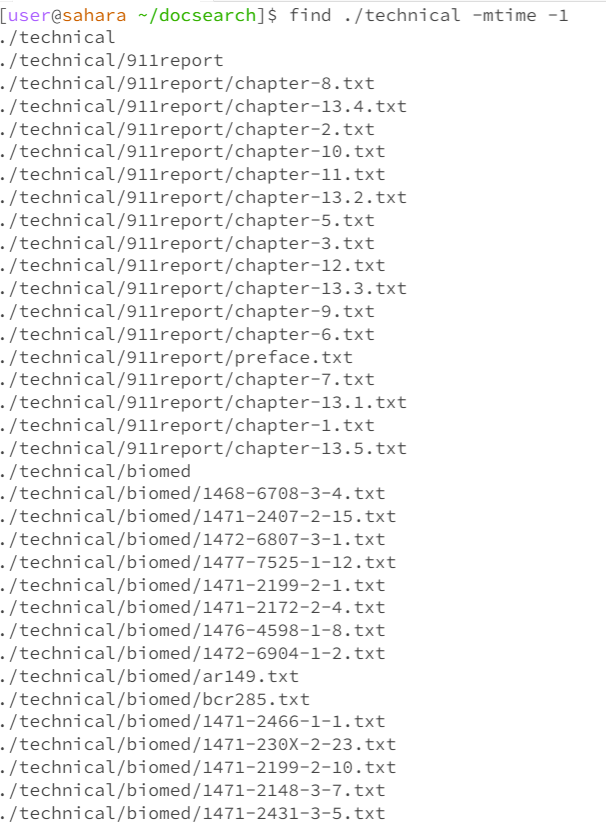 [user@sahara ~/docsearch]$ find ./technical -mtime -1
./technical
./technical/911report
./technical/911report/chapter-8.txt
./technical/911report/chapter-13.4.txt
./technical/911report/chapter-2.txt
./technical/911report/chapter-10.txt
./technical/911report/chapter-11.txt
./technical/911report/chapter-13.2.txt
./technical/911report/chapter-5.txt
./technical/911report/chapter-3.txt
./technical/911report/chapter-12.txt
./technical/911report/chapter-13.3.txt
./technical/911report/chapter-9.txt
./technical/911report/chapter-6.txt
./technical/911report/preface.txt
./technical/911report/chapter-7.txt
./technical/911report/chapter-13.1.txt
./technical/911report/chapter-1.txt
./technical/911report/chapter-13.5.txt
./technical/biomed
./technical/biomed/1468-6708-3-4.txt
./technical/biomed/1471-2407-2-15.txt
./technical/biomed/1472-6807-3-1.txt
./technical/biomed/1477-7525-1-12.txt
./technical/biomed/1471-2199-2-1.txt
./technical/biomed/1471-2172-2-4.txt
./technical/biomed/1476-4598-1-8.txt
./technical/biomed/1472-6904-1-2.txt
./technical/biomed/ar149.txt
./technical/biomed/bcr285.txt
./technical/biomed/1471-2466-1-1.txt
./technical/biomed/1471-230X-2-23.txt
./technical/biomed/1471-2199-2-10.txt
./technical/biomed/1471-2148-3-7.txt
./technical/biomed/1471-2431-3-5.txt